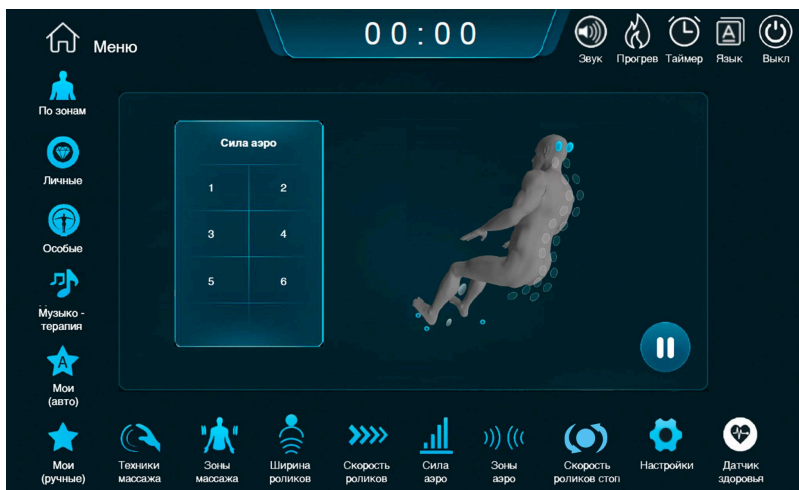 Меню
00:00
Звук
Прогрев
Таймер
A
Язык
Выкл
По зонам
Личные
Особые
Музыко -
терапия
A
Мои
(авто)
Мои
(ручные)
Сила аэро
1 2
3 4
5 6
Техники
массажа
Зоны
массажа
Ширина
роликов
Скорость
роликов
Сила
аэро
Зоны
аэро
Скорость
роликов стоп
Настройки
Датчик
здоровья